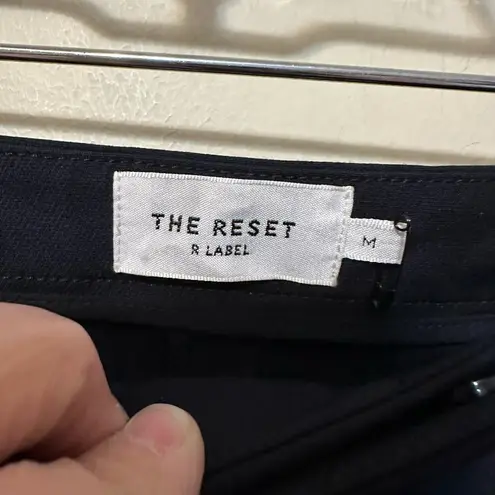 THE RESET
R LABEL
M